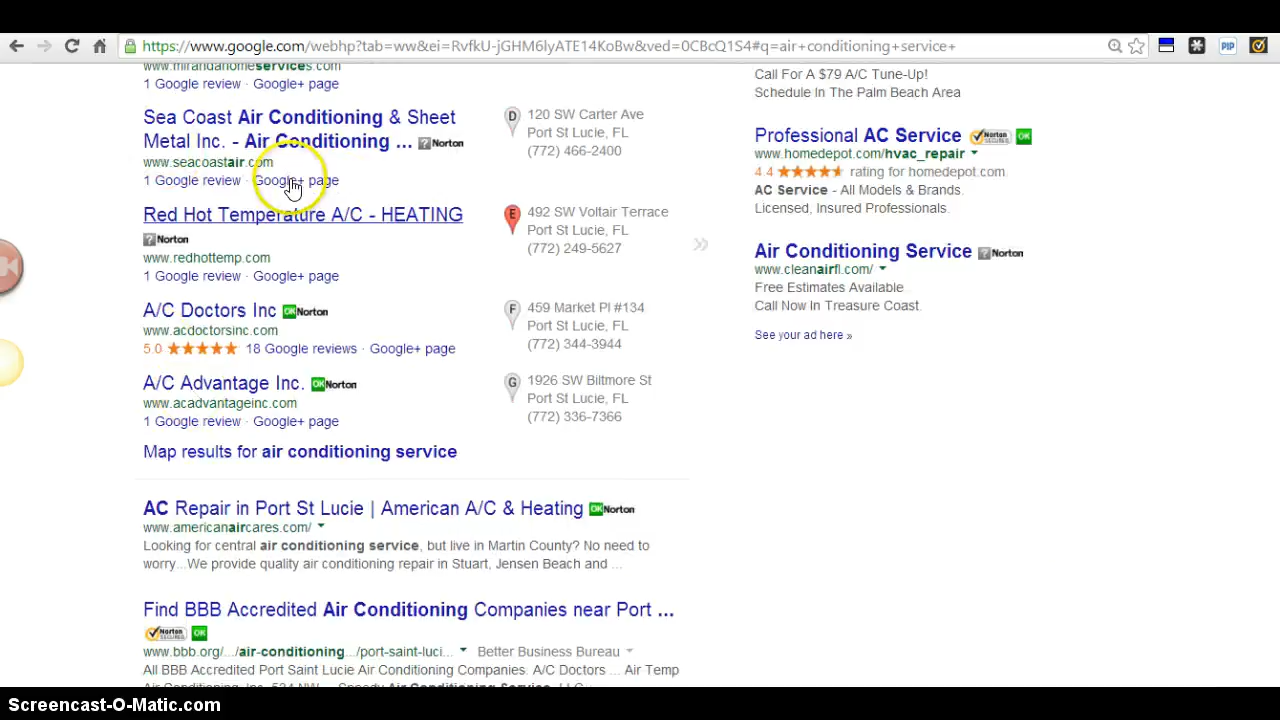 https://www.google.com/webhp?tab=ww&ei=RvfkU-jGHM6lyATE14KoBw&ved=0CBcQ1S4#q=air+conditioning+service+
PIP
www.mirandahomeservices.com
1 Google review · Google+ page
Sea Coast Air Conditioning & Sheet
Metal Inc. - Air Conditioning ... ? Norton
www.seacoastair.com
1 Google review · Google+ page
D
120 SW Carter Ave
Port St Lucie, FL
(772) 466-2400
Red Hot Temperature A/C - HEATING
? Norton
www.redhottemp.com
1 Google review · Google+ page
E
492 SW Voltair Terrace
Port St Lucie, FL
(772) 249-5627
A/C Doctors Inc OK Norton
www.acdoctorsinc.com
5.0 ★★★★★ 18 Google reviews · Google+ page
F
459 Market Pl #134
Port St Lucie, FL
(772) 344-3944
A/C Advantage Inc. OK Norton
www.acadvantageinc.com
1 Google review · Google+ page
G
1926 SW Biltmore St
Port St Lucie, FL
(772) 336-7366
Map results for air conditioning service
AC Repair in Port St Lucie | American A/C & Heating OK Norton
www.americanaircares.com/
Looking for central air conditioning service, but live in Martin County? No need to
worry...We provide quality air conditioning repair in Stuart, Jensen Beach and ...
Find BBB Accredited Air Conditioning Companies near Port ...
Norton SECURED OK
www.bbb.org/.../air-conditioning.../port-saint-luci... Better Business Bureau
All BBB Accredited Port Saint Lucie Air Conditioning Companies. A/C Doctors ... Air Temp
Call For A $79 A/C Tune-Up!
Schedule In The Palm Beach Area
Professional AC Service Norton SECURED OK
www.homedepot.com/hvac_repair
4.4 ★★★★★ rating for homedepot.com
AC Service - All Models & Brands.
Licensed, Insured Professionals.
»
Air Conditioning Service ? Norton
www.cleanairfl.com/
Free Estimates Available
Call Now In Treasure Coast.
See your ad here »
Screencast-O-Matic.com